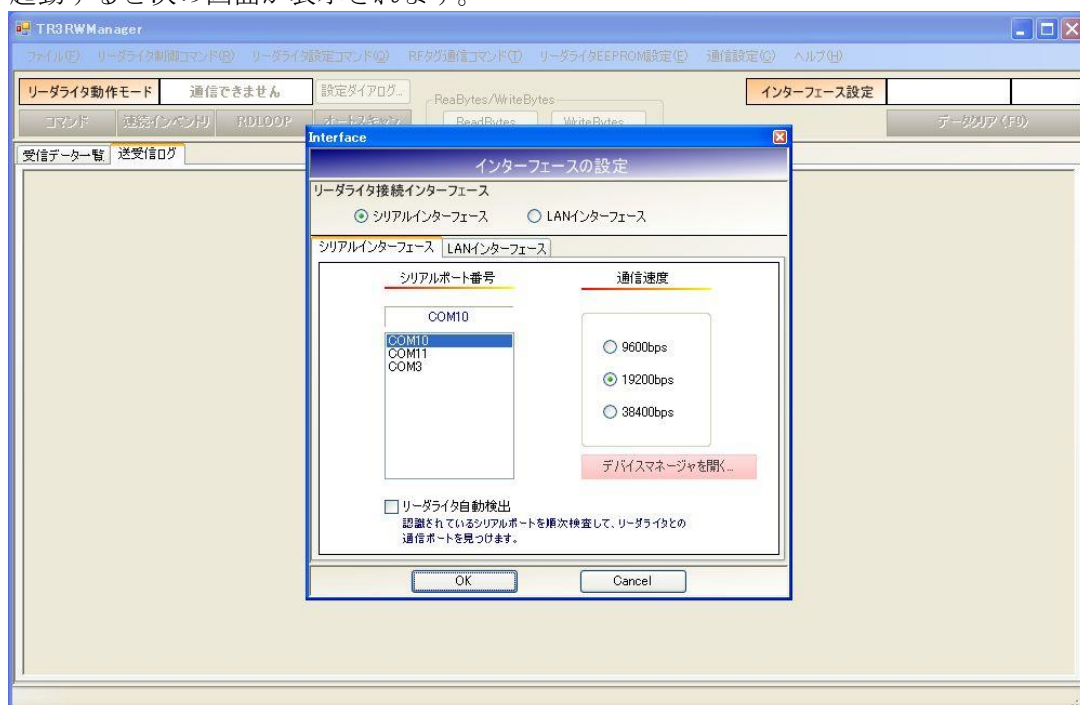 起動すると次の画面が表示されます。
TR3RWManager
ファイル(F) リーダライタ制御コマンド(R) リーダライタ設定コマンド(Q) RFタグ通信コマンド(T) リーダライタEEPROM設定(E) 通信設定(C) ヘルプ(H)
リーダライタ動作モード 通信できません 設定ダイアログ... ReaBytes/WriteBytes インターフェース設定
コマンド 連続インベントリ RDLOOP オートスキャン ReadBytes WriteBytes データクリア(F9)
受信データ一覧 送受信ログ
Interface
インターフェースの設定
リーダライタ接続インターフェース
シリアルインターフェース LANインターフェース
シリアルインターフェース LANインターフェース
シリアルポート番号 通信速度
COM10
COM10
COM11
COM3
9600bps
19200bps
38400bps
デバイスマネージャを開く...
リーダライタ自動検出
認識されているシリアルポートを順次検査して、リーダライタとの
通信ポートを見つけます。
OK Cancel